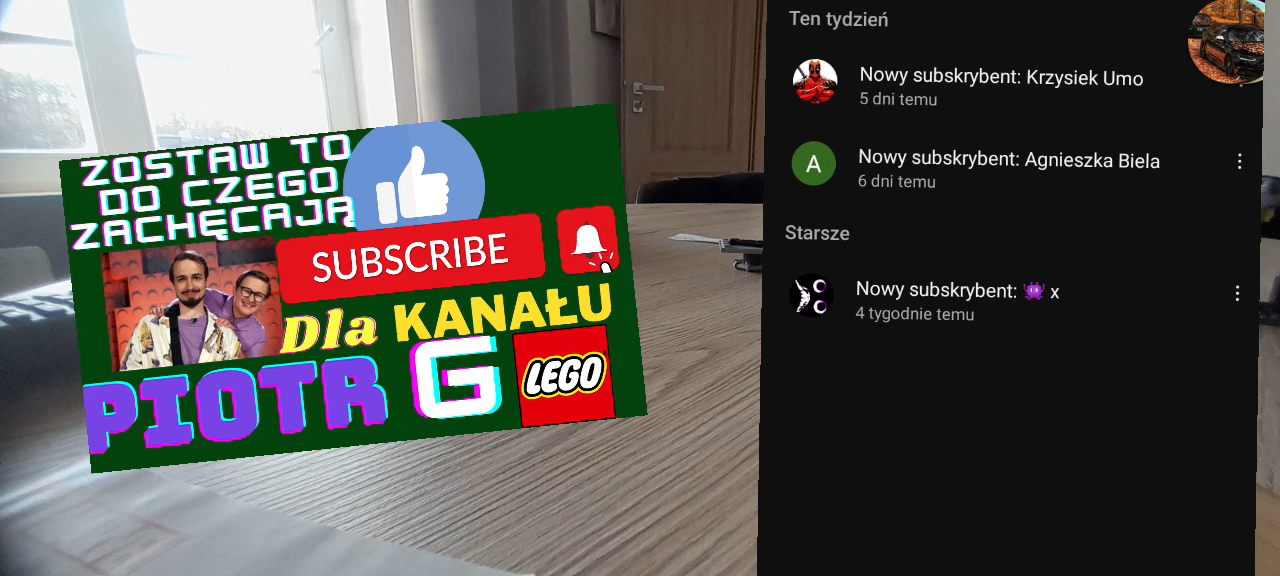 ZOSTAW TO
DO CZEGO
ZACHĘCAJĄ
SUBSCRIBE
Dla KANAŁU
PIOTR G
LEGO
Ten tydzień
Nowy subskrybent: Krzysiek Umo
5 dni temu
A
Nowy subskrybent: Agnieszka Biela
6 dni temu
Starsze
Nowy subskrybent: 👾 x
4 tygodnie temu